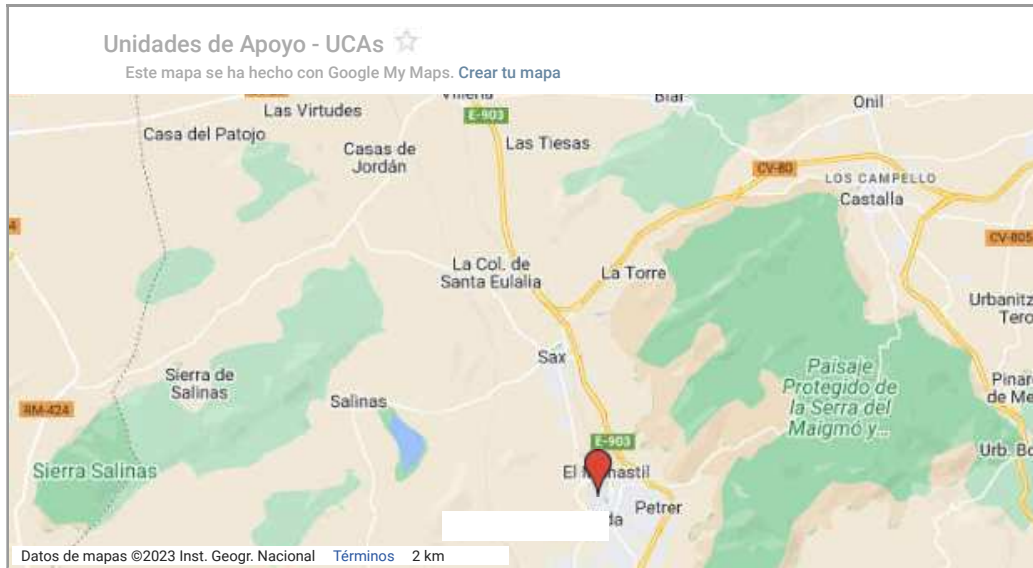 Unidades de Apoyo - UCAs
Este mapa se ha hecho con Google My Maps. Crear tu mapa
Villena
Biar
Onil
Las Virtudes
E-903
Casa del Patojo
Las Tiesas
Casas de
Jordán
CV-80
LOS CAMPELLO
Castalla
4
CV-805
La Col. de
Santa Eulalia
La Torre
Urbanitz
Tero
Sax
Paisaje
Protegido de
la Serra del
Maigmó y...
Sierra de
Salinas
Salinas
Pinar
de Me
RM-424
E-903
Sierra Salinas
Urb. Bo
El
nastil
Petrer
da
Datos de mapas ©2023 Inst. Geogr. Nacional Términos 2 km